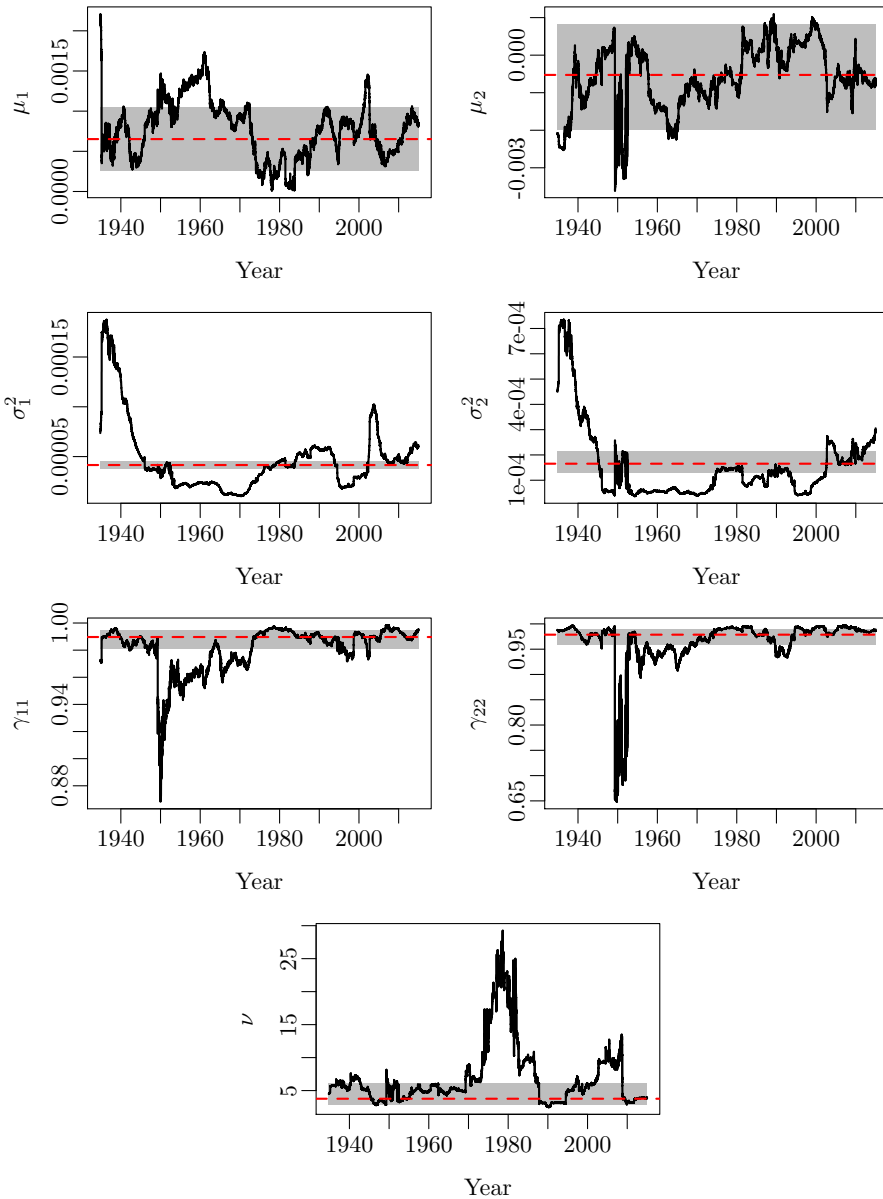 μ₁
0.0000 0.0015
1940 1960 1980 2000
Year
μ₂
-0.003 0.000
1940 1960 1980 2000
Year
σ₁²
0.00005 0.00015
1940 1960 1980 2000
Year
σ₂²
1e-04 4e-04 7e-04
1940 1960 1980 2000
Year
γ₁₁
0.88 0.94 1.00
1940 1960 1980 2000
Year
γ₂₂
0.65 0.80 0.95
1940 1960 1980 2000
Year
ν
5 15 25
1940 1960 1980 2000
Year